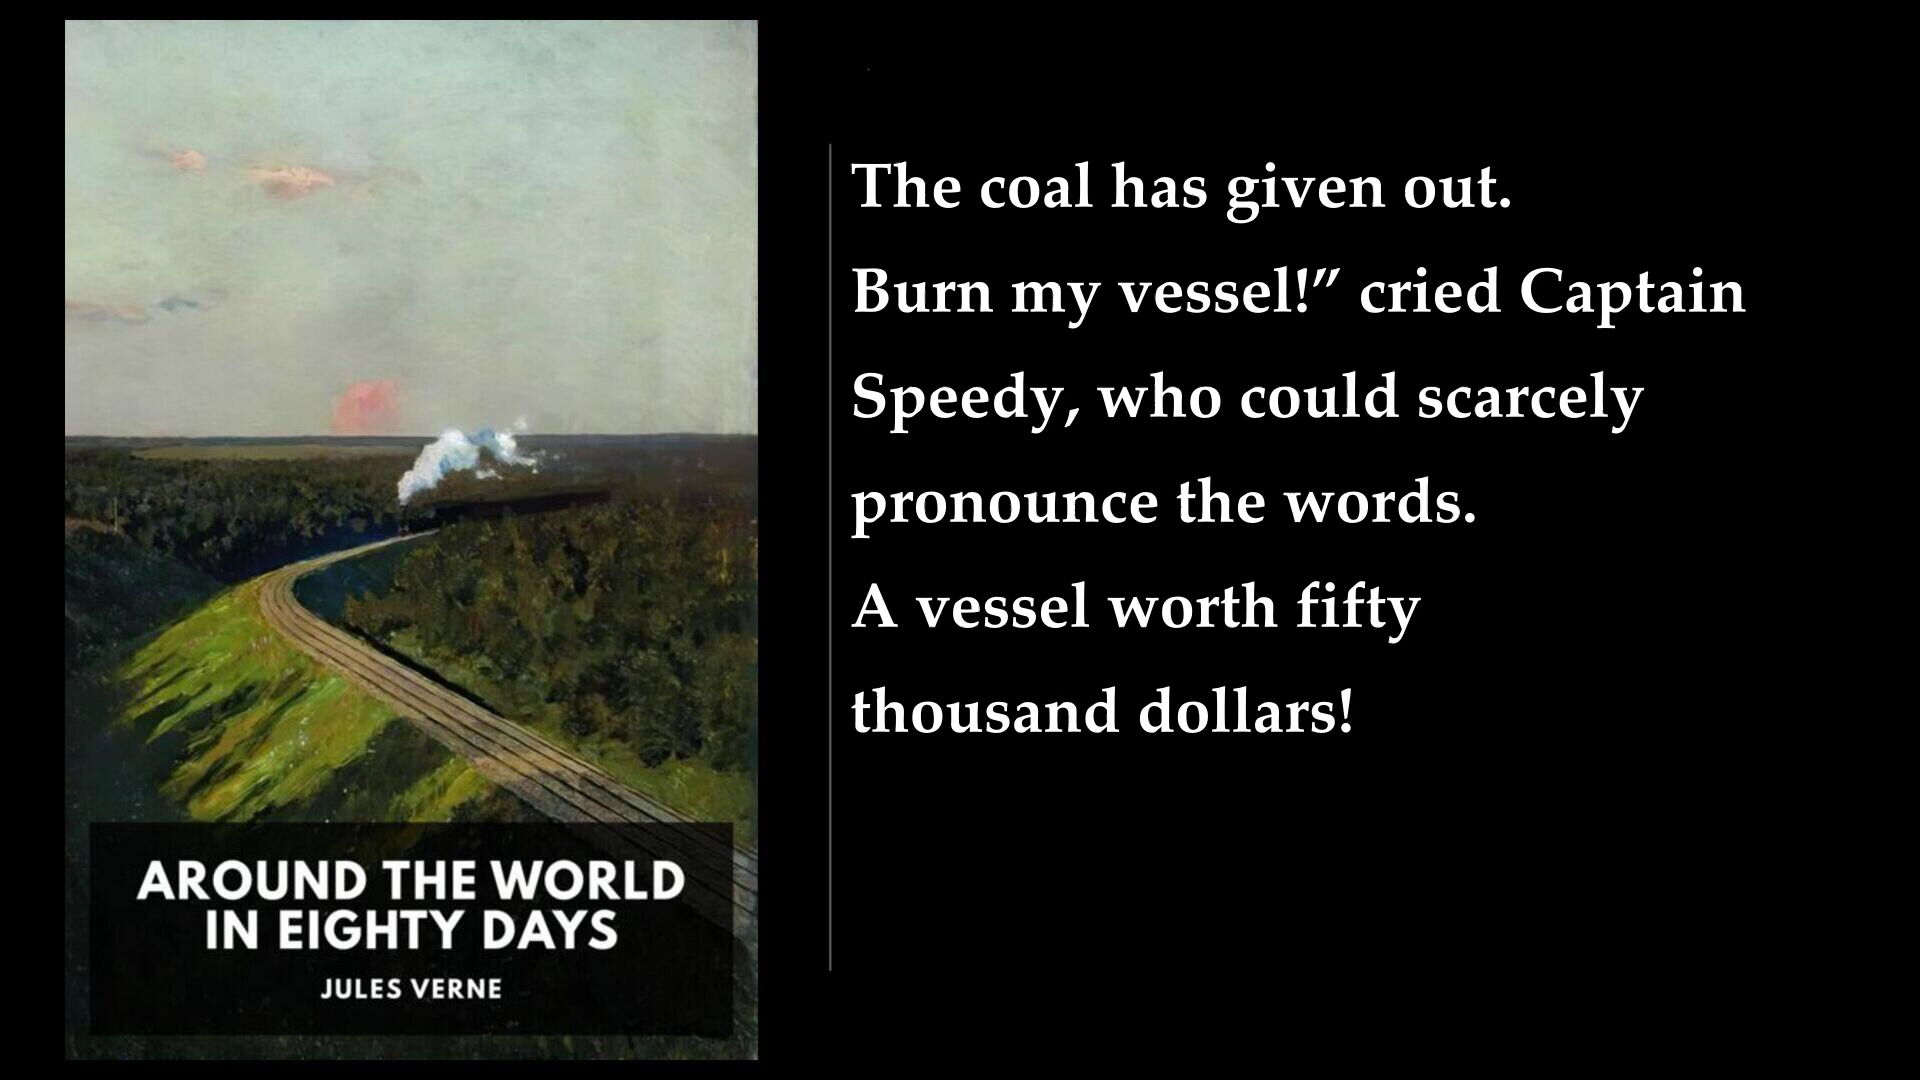 AROUND THE WORLD
IN EIGHTY DAYS
JULES VERNE
The coal has given out.
Burn my vessel!” cried Captain
Speedy, who could scarcely
pronounce the words.
A vessel worth fifty
thousand dollars!